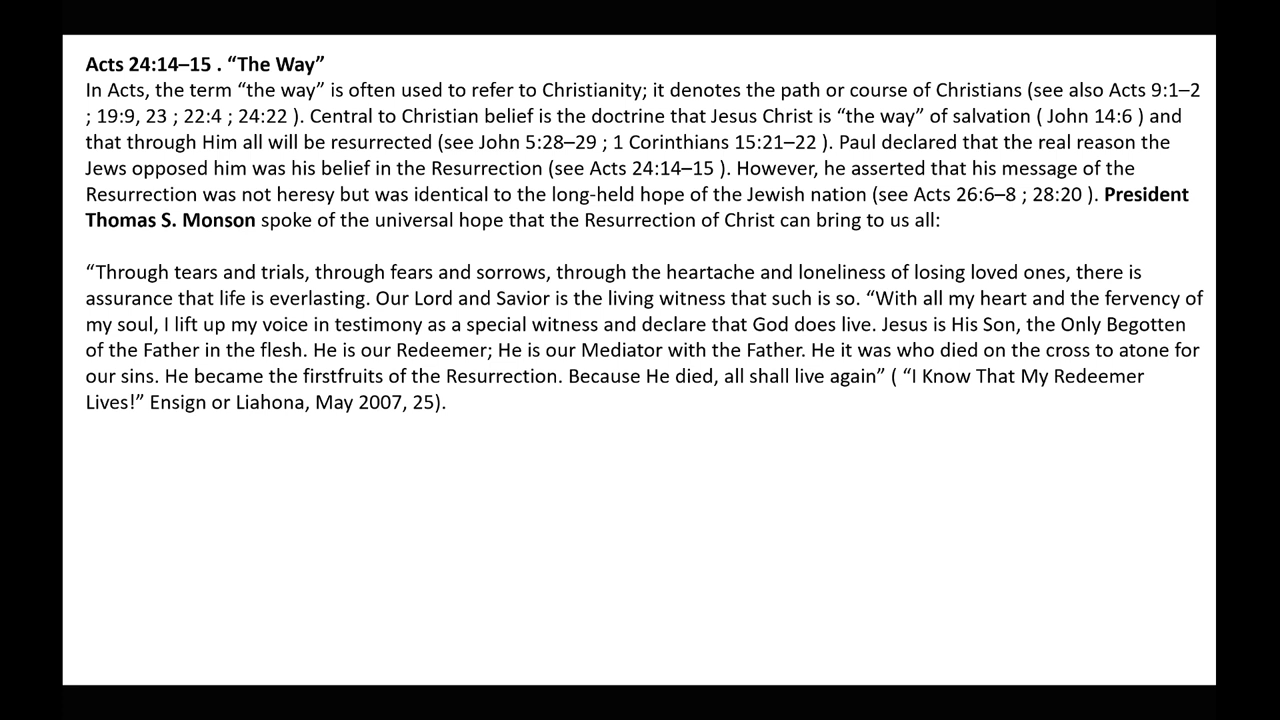 Acts 24:14–15 . “The Way”
In Acts, the term “the way” is often used to refer to Christianity; it denotes the path or course of Christians (see also Acts 9:1–2
; 19:9, 23 ; 22:4 ; 24:22 ). Central to Christian belief is the doctrine that Jesus Christ is “the way” of salvation ( John 14:6 ) and
that through Him all will be resurrected (see John 5:28–29 ; 1 Corinthians 15:21–22 ). Paul declared that the real reason the
Jews opposed him was his belief in the Resurrection (see Acts 24:14–15 ). However, he asserted that his message of the
Resurrection was not heresy but was identical to the long-held hope of the Jewish nation (see Acts 26:6–8 ; 28:20 ). President
Thomas S. Monson spoke of the universal hope that the Resurrection of Christ can bring to us all:
“Through tears and trials, through fears and sorrows, through the heartache and loneliness of losing loved ones, there is
assurance that life is everlasting. Our Lord and Savior is the living witness that such is so. “With all my heart and the fervency of
my soul, I lift up my voice in testimony as a special witness and declare that God does live. Jesus is His Son, the Only Begotten
of the Father in the flesh. He is our Redeemer; He is our Mediator with the Father. He it was who died on the cross to atone for
our sins. He became the firstfruits of the Resurrection. Because He died, all shall live again” ( “I Know That My Redeemer
Lives!” Ensign or Liahona, May 2007, 25).